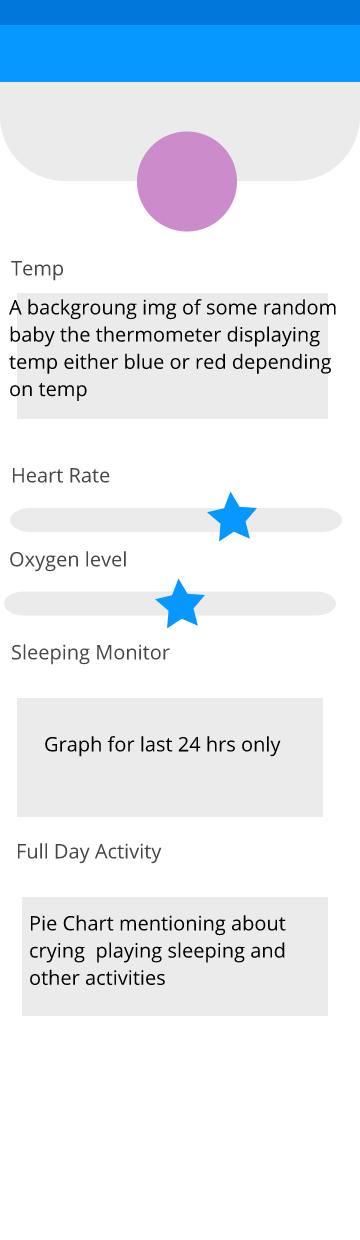 Temp
A backgroung img of some random
baby the thermometer displaying
temp either blue or red depending
on temp
Heart Rate
Oxygen level
Sleeping Monitor
Graph for last 24 hrs only
Full Day Activity
Pie Chart mentioning about
crying  playing sleeping and
other activities